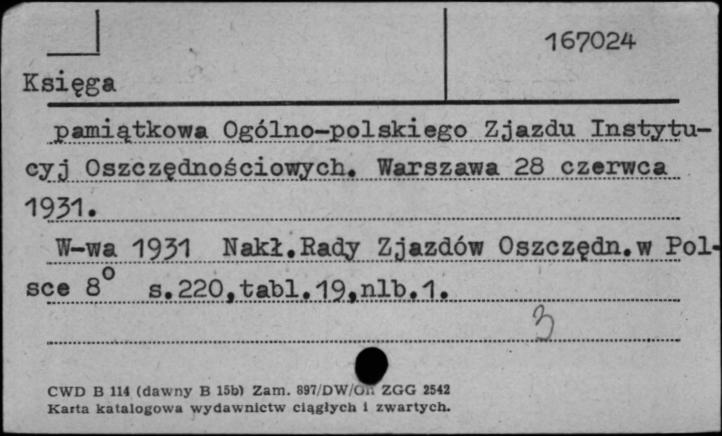 167024
Księga
pamiątkowa Ogólno-polskiego Zjazdu Instytu-
cyj Oszczędnościowych. Warszawa 28 czerwca
1931.
W-wa 1931 Nakł.Rady Zjazdów Oszczędn.w Pol-
sce 8° s.220,tabl.19,nlb.1.
3
CWD B 114 (dawny B 15b) Zam. 897/DW/ ZGG 2542
Karta katalogowa wydawnictw ciągłych i zwartych.